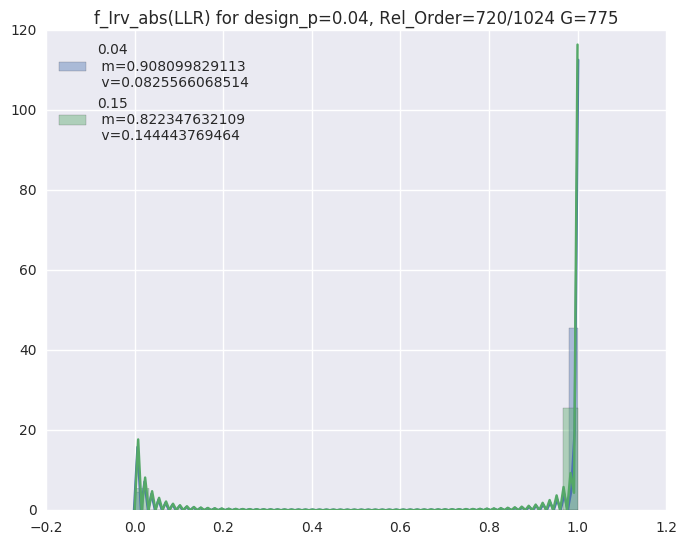 f_Irv_abs(LLR) for design_p=0.04, Rel_Order=720/1024 G=775
120
100
80
60
40
20
0
0.04
m=0.908099829113
v=0.0825566068514
0.15
m=0.822347632109
v=0.144443769464
−0.2 0.0 0.2 0.4 0.6 0.8 1.0 1.2